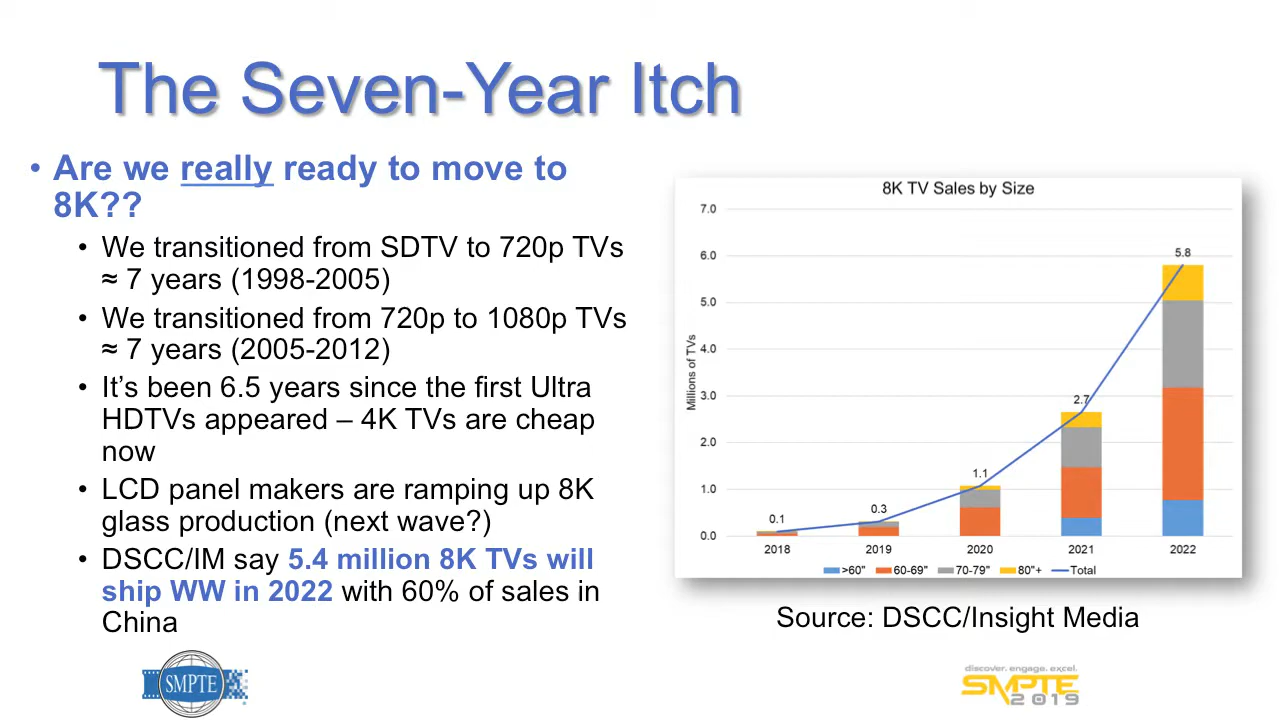 The Seven-Year Itch
• Are we really ready to move to
8K??
• We transitioned from SDTV to 720p TVs
≈ 7 years (1998-2005)
• We transitioned from 720p to 1080p TVs
≈ 7 years (2005-2012)
• It’s been 6.5 years since the first Ultra
HDTVs appeared – 4K TVs are cheap
now
• LCD panel makers are ramping up 8K
glass production (next wave?)
• DSCC/IM say 5.4 million 8K TVs will
ship WW in 2022 with 60% of sales in
China
8K TV Sales by Size
Millions of TVs
7.0
6.0
5.0
4.0
3.0
2.0
1.0
0.0
0.1
0.3
1.1
2.7
5.8
2018 2019 2020 2021 2022
>60" 60-69" 70-79" 80"+ Total
Source: DSCC/Insight Media
SMPTE
discover. engage. excel.
SMPTE
2019